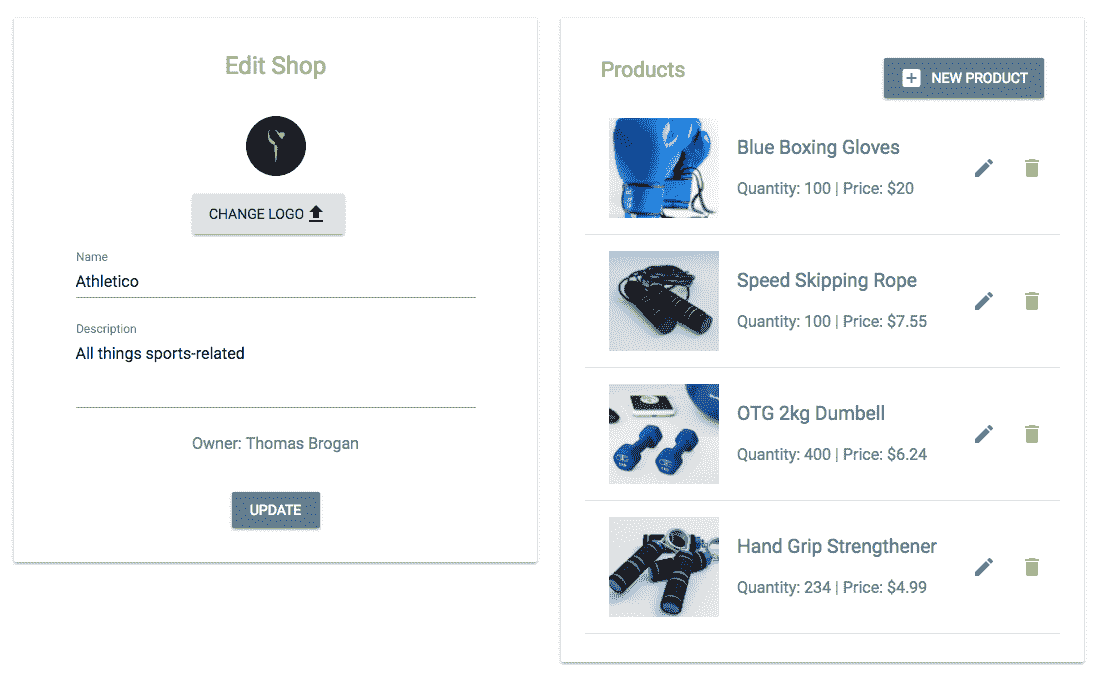 Edit Shop
CHANGE LOGO
Name
Athletico
Description
All things sports-related
Owner: Thomas Brogan
UPDATE
Products
NEW PRODUCT
Blue Boxing Gloves
Quantity: 100 | Price: $20
Speed Skipping Rope
Quantity: 100 | Price: $7.55
OTG 2kg Dumbell
Quantity: 400 | Price: $6.24
Hand Grip Strengthener
Quantity: 234 | Price: $4.99